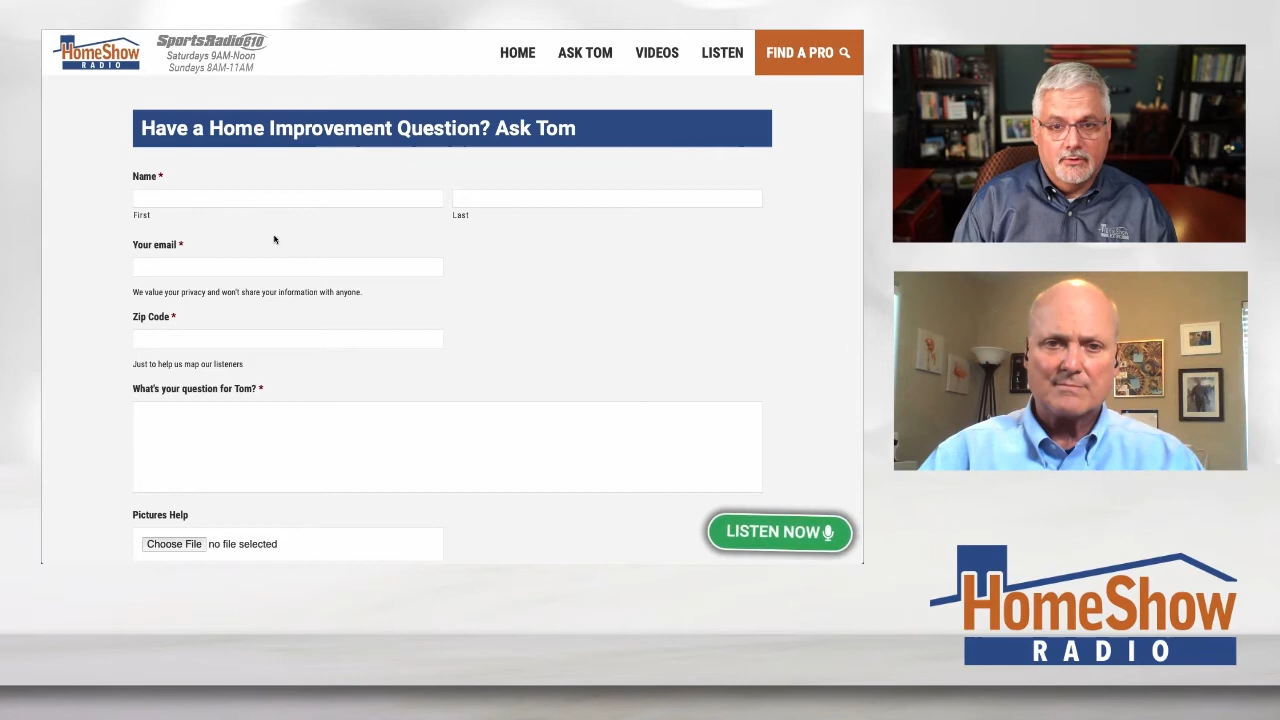 HomeShow
RADIO
SportsRadio610
Saturdays 9AM-Noon
Sundays 8AM-11AM
HOME
ASK TOM
VIDEOS
LISTEN
FIND A PRO
Have a Home Improvement Question? Ask Tom
Name *
First
Last
Your email *
We value your privacy and won't share your information with anyone.
Zip Code *
Just to help us map our listeners
What's your question for Tom? *
Pictures Help
Choose File no file selected
LISTEN NOW
HomeShow
HomeShow
RADIO